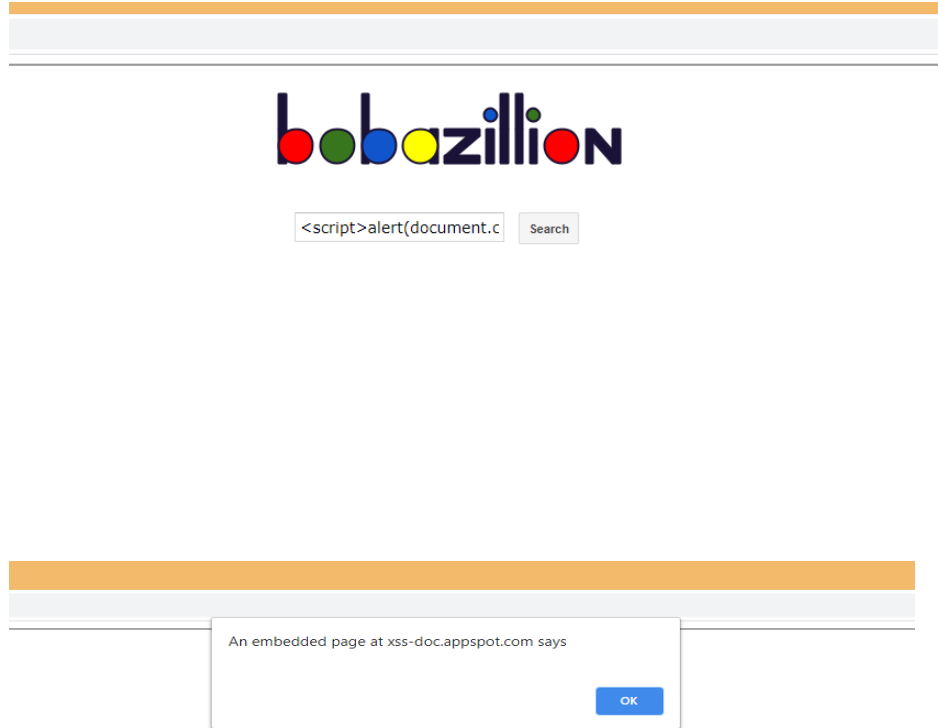 bobazillion
<script>alert(document.c
Search
An embedded page at xss-doc.appspot.com says
OK